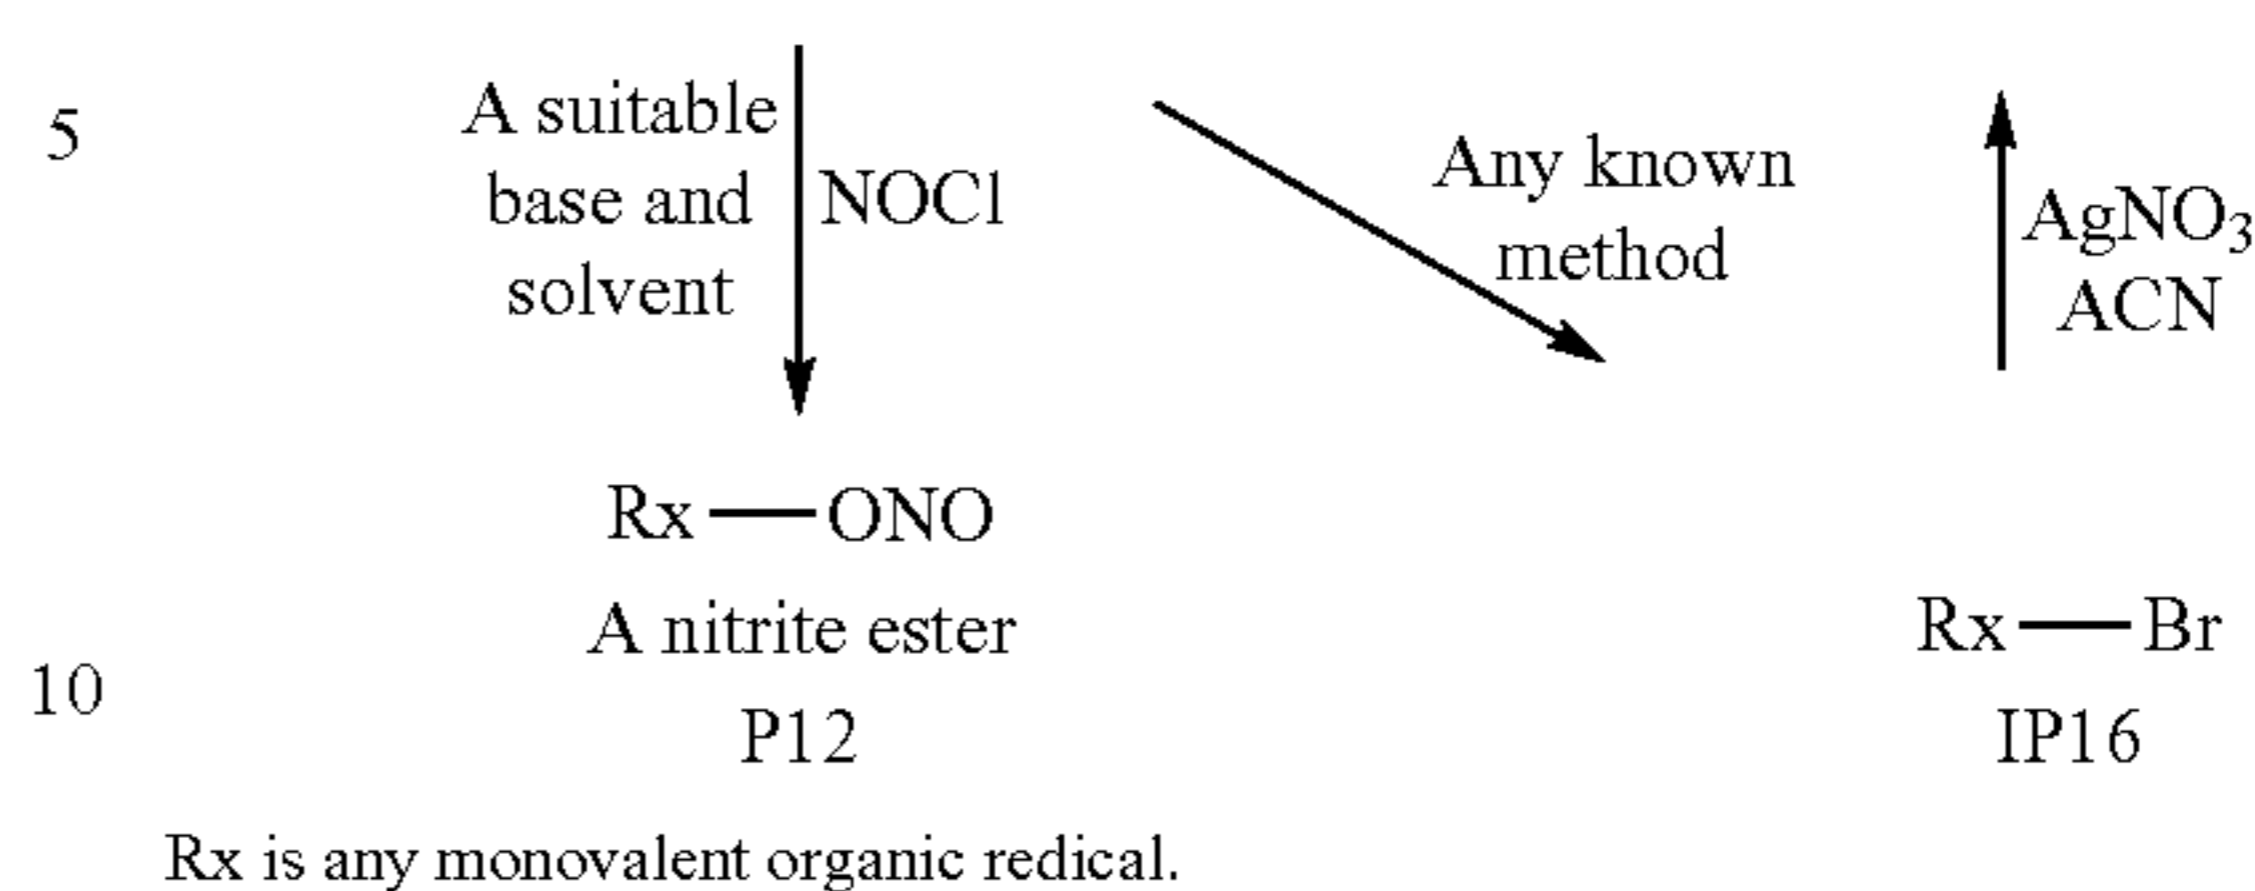 5
A suitable
base and
solvent
NOCl
Any known
method
AgNO3
ACN
Rx—ONO
A nitrite ester
P12
Rx—Br
IP16
10
Rx is any monovalent organic redical.